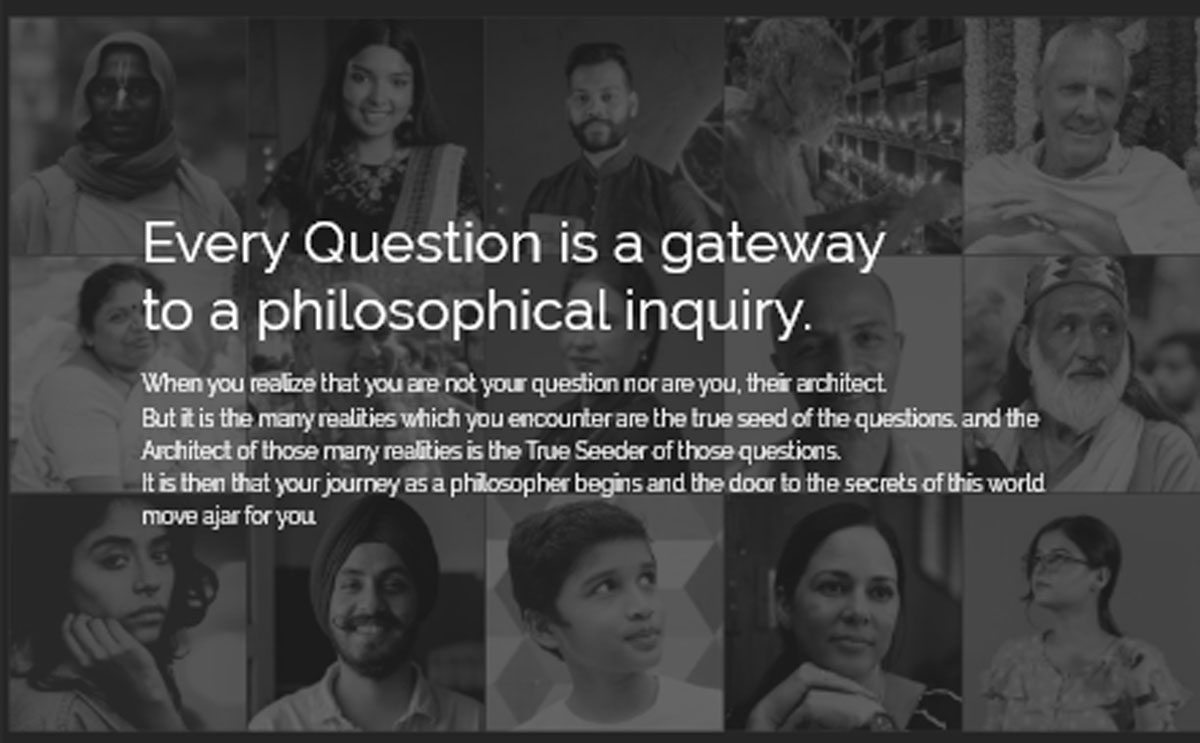 Every Question is a gateway
to a philosophical inquiry.
When you realize that you are not your question nor are you, their architect.
But it is the many realities which you encounter are the true seed of the questions. and the
Architect of those many realities is the True Seeder of those questions.
It is then that your journey as a philosopher begins and the door to the secrets of this world
move ajar for you.